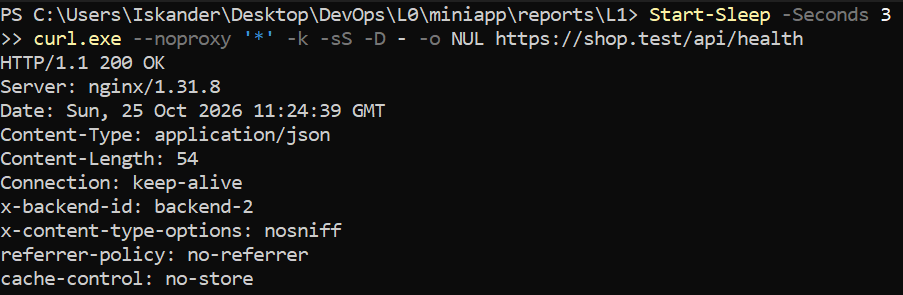 PS C:\Users\Iskander\Desktop\DevOps\L0\miniapp\reports\L1> Start-Sleep -Seconds 3
>> curl.exe --noproxy '*' -k -sS -D - -o NUL https://shop.test/api/health
HTTP/1.1 200 OK
Server: nginx/1.31.8
Date: Sun, 25 Oct 2026 11:24:39 GMT
Content-Type: application/json
Content-Length: 54
Connection: keep-alive
x-backend-id: backend-2
x-content-type-options: nosniff
referrer-policy: no-referrer
cache-control: no-store